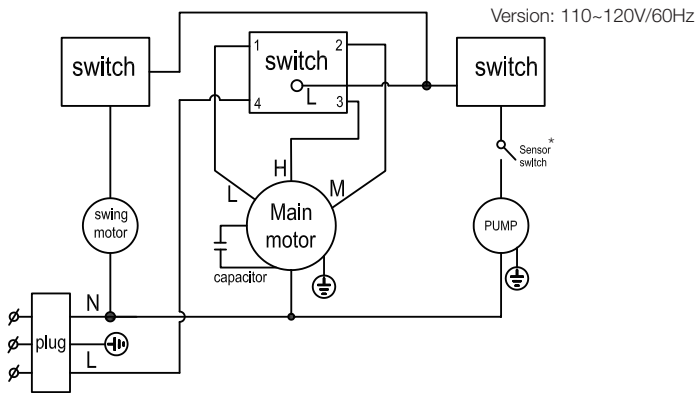 Version: 110~120V/60Hz
switch
1
2
switch
L
4
3
switch
Sensor*
switch
H
L
M
swing
motor
Main
motor
PUMP
capacitor
N
plug
L